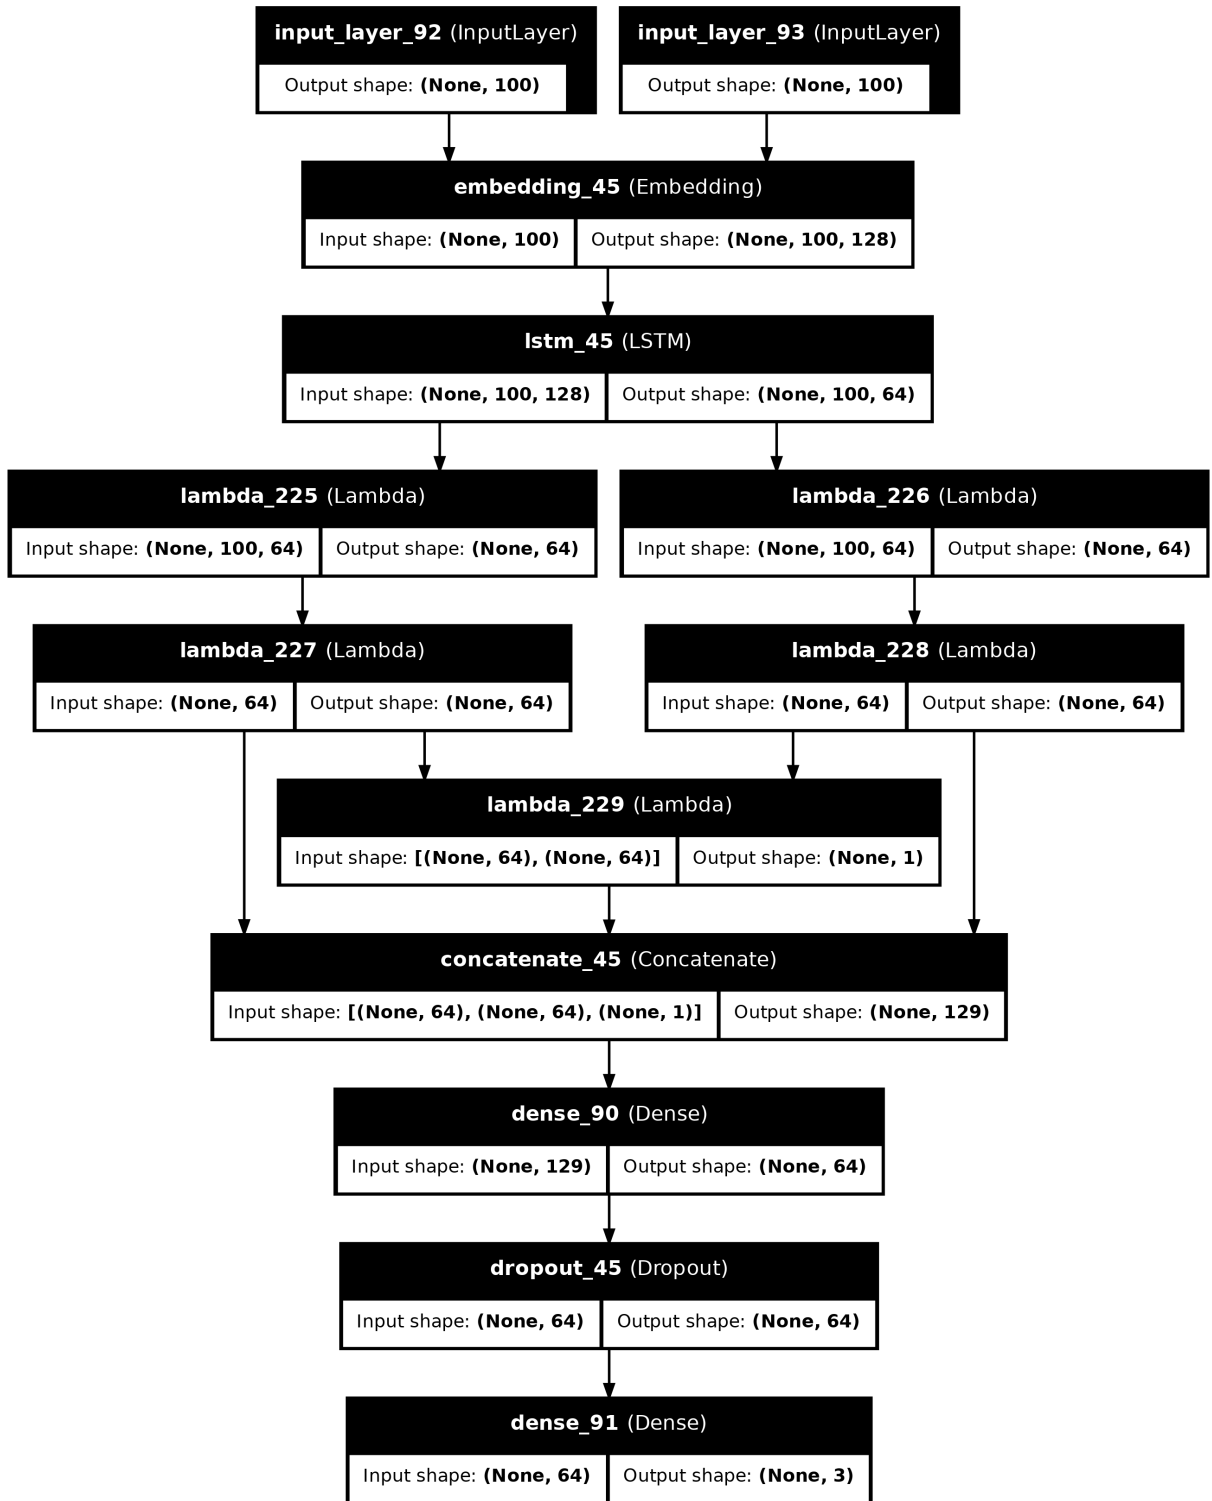 input_layer_92 (InputLayer)
Output shape: (None, 100)
input_layer_93 (InputLayer)
Output shape: (None, 100)
embedding_45 (Embedding)
Input shape: (None, 100) Output shape: (None, 100, 128)
lstm_45 (LSTM)
Input shape: (None, 100, 128) Output shape: (None, 100, 64)
lambda_225 (Lambda)
Input shape: (None, 100, 64) Output shape: (None, 64)
lambda_226 (Lambda)
Input shape: (None, 100, 64) Output shape: (None, 64)
lambda_227 (Lambda)
Input shape: (None, 64) Output shape: (None, 64)
lambda_228 (Lambda)
Input shape: (None, 64) Output shape: (None, 64)
lambda_229 (Lambda)
Input shape: [(None, 64), (None, 64)] Output shape: (None, 1)
concatenate_45 (Concatenate)
Input shape: [(None, 64), (None, 64), (None, 1)] Output shape: (None, 129)
dense_90 (Dense)
Input shape: (None, 129) Output shape: (None, 64)
dropout_45 (Dropout)
Input shape: (None, 64) Output shape: (None, 64)
dense_91 (Dense)
Input shape: (None, 64) Output shape: (None, 3)